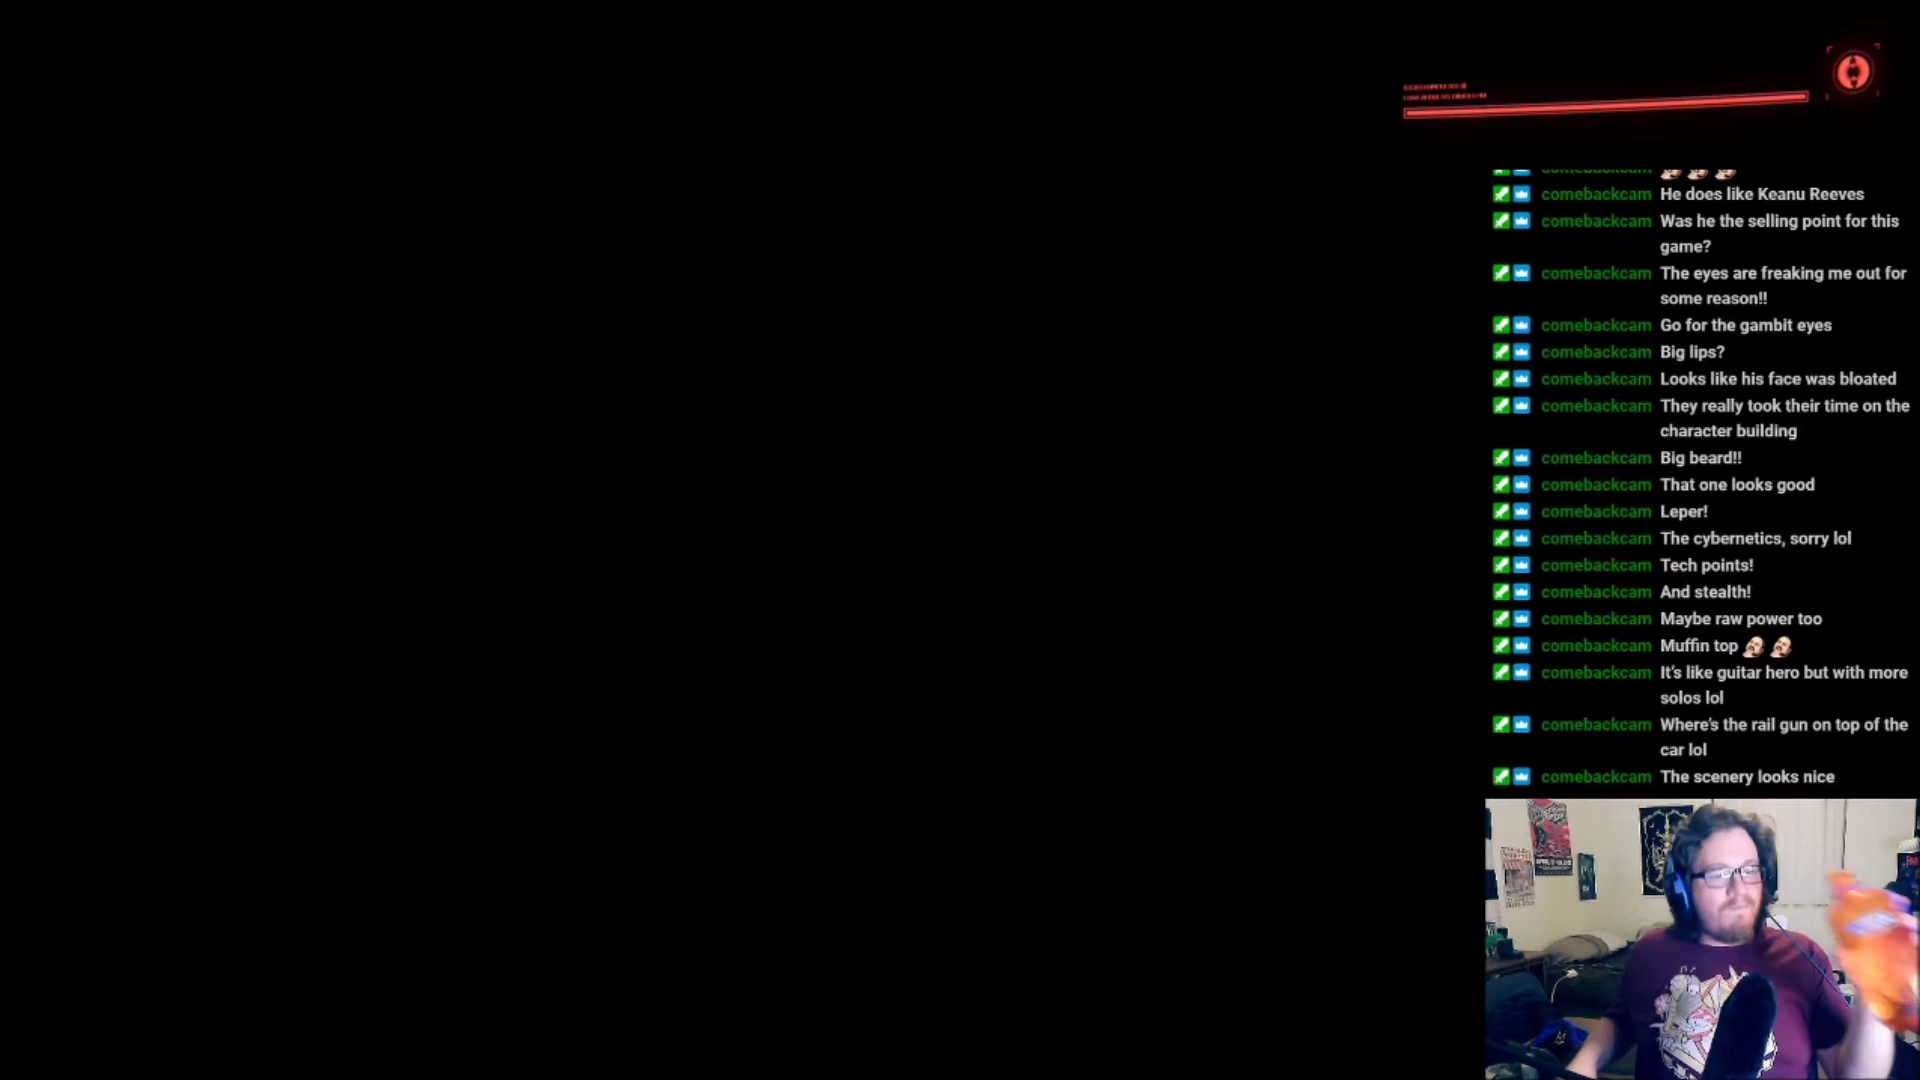 comebackcam He does like Keanu Reeves
comebackcam Was he the selling point for this
game?
comebackcam The eyes are freaking me out for
some reason!!
comebackcam Go for the gambit eyes
comebackcam Big lips?
comebackcam Looks like his face was bloated
comebackcam They really took their time on the
character building
comebackcam Big beard!!
comebackcam That one looks good
comebackcam Leper!
comebackcam The cybernetics, sorry lol
comebackcam Tech points!
comebackcam And stealth!
comebackcam Maybe raw power too
comebackcam Muffin top
comebackcam It's like guitar hero but with more
solos lol
comebackcam Where's the rail gun on top of the
car lol
comebackcam The scenery looks nice